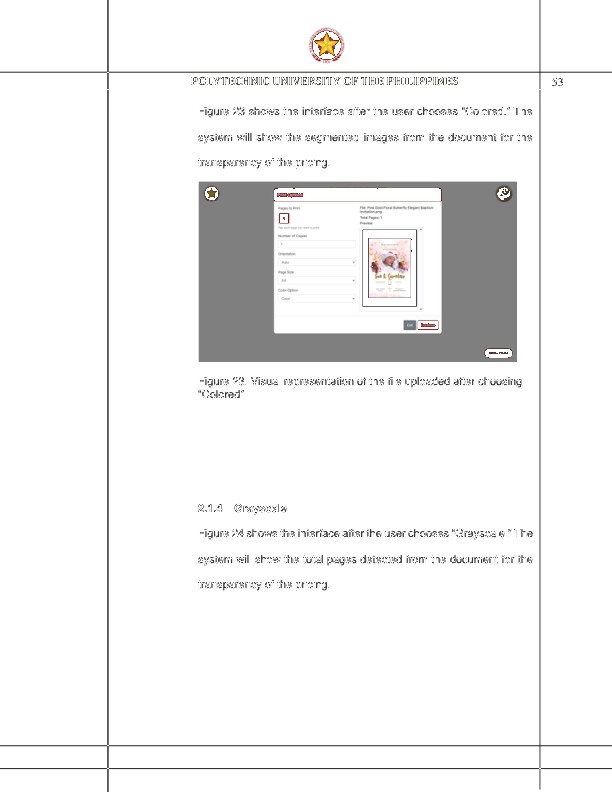 POLYTECHNIC UNIVERSITY OF THE PHILIPPINES
53
Figure 23 shows the interface after the user chooses "Colored." The
system will show the segmented images from the document for the
transparency of the pricing.
Pages to Print
Number of Copies
1
Orientation
Page Size
Color Option
Color
File: Pink Gold Floral Butterfly Elegant Baptism
Invitation.png
Total Pages: 1
Preview
Figure 23. Visual representation of the file uploaded after choosing
"Colored"
2.1.4 Grayscale
Figure 24 shows the interface after the user chooses "Grayscale." The
system will show the total pages detected from the document for the
transparency of the pricing.